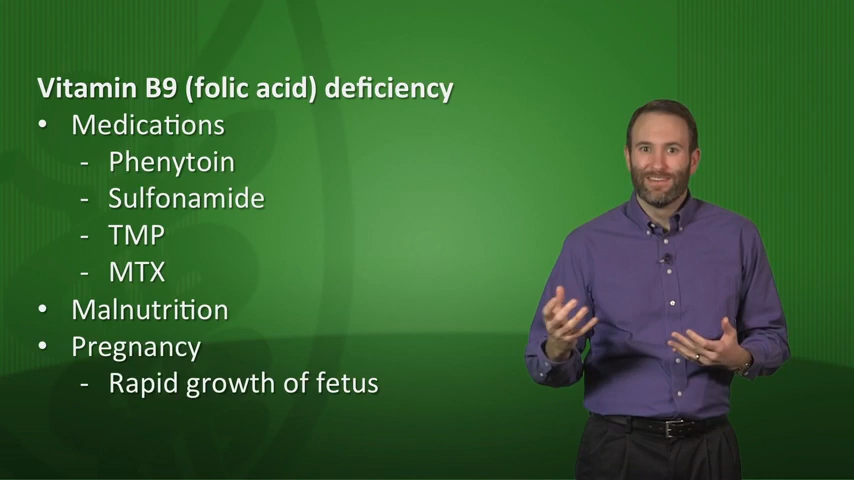 Vitamin B9 (folic acid) deficiency
• Medications
- Phenytoin
- Sulfonamide
- TMP
- MTX
• Malnutrition
• Pregnancy
- Rapid growth of fetus